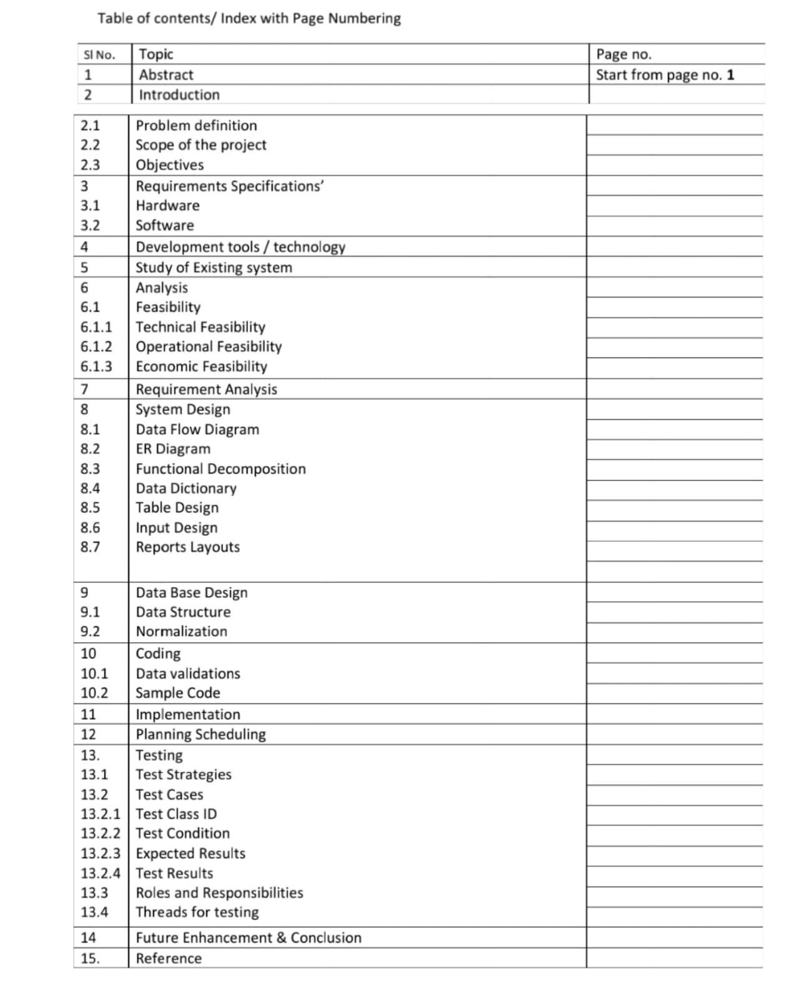 Table of contents/ Index with Page Numbering
Sl No. Topic Page no.
1 Abstract Start from page no. 1
2 Introduction
2.1 Problem definition
2.2 Scope of the project
2.3 Objectives
3 Requirements Specifications’
3.1 Hardware
3.2 Software
4 Development tools / technology
5 Study of Existing system
6 Analysis
6.1 Feasibility
6.1.1 Technical Feasibility
6.1.2 Operational Feasibility
6.1.3 Economic Feasibility
7 Requirement Analysis
8 System Design
8.1 Data Flow Diagram
8.2 ER Diagram
8.3 Functional Decomposition
8.4 Data Dictionary
8.5 Table Design
8.6 Input Design
8.7 Reports Layouts
9 Data Base Design
9.1 Data Structure
9.2 Normalization
10 Coding
10.1 Data validations
10.2 Sample Code
11 Implementation
12 Planning Scheduling
13. Testing
13.1 Test Strategies
13.2 Test Cases
13.2.1 Test Class ID
13.2.2 Test Condition
13.2.3 Expected Results
13.2.4 Test Results
13.3 Roles and Responsibilities
13.4 Threads for testing
14 Future Enhancement & Conclusion
15. Reference